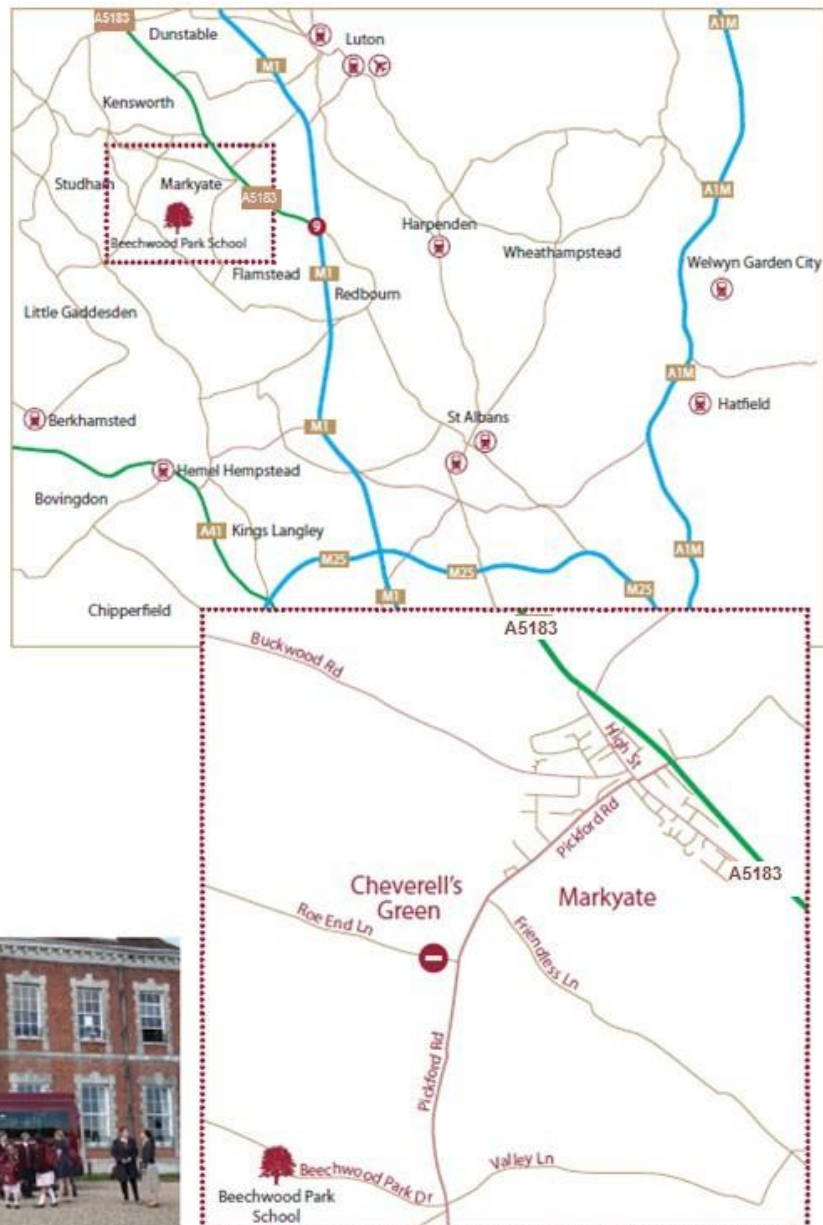 A5183
Dunstable
Luton
A1M
M1
Kensworth
Studham
Markyate
A5183
A1M
Beechwood Park School
9
Harpenden
Wheathampstead
Welwyn Garden City
Flamstead
M1
Redbourn
Little Gaddesden
A1M
Hatfield
Berkhamsted
M1
St Albans
Hemel Hempstead
Bovingdon
A41
Kings Langley
A1M
M25
M25
M25
M1
Chipperfield
A5183
Buckwood Rd
High St
Pickford Rd
A5183
Cheverell's
Green
Markyate
Roe End Ln
Friendless Ln
Pickford Rd
Valley Ln
Beechwood Park Dr
Beechwood Park
School